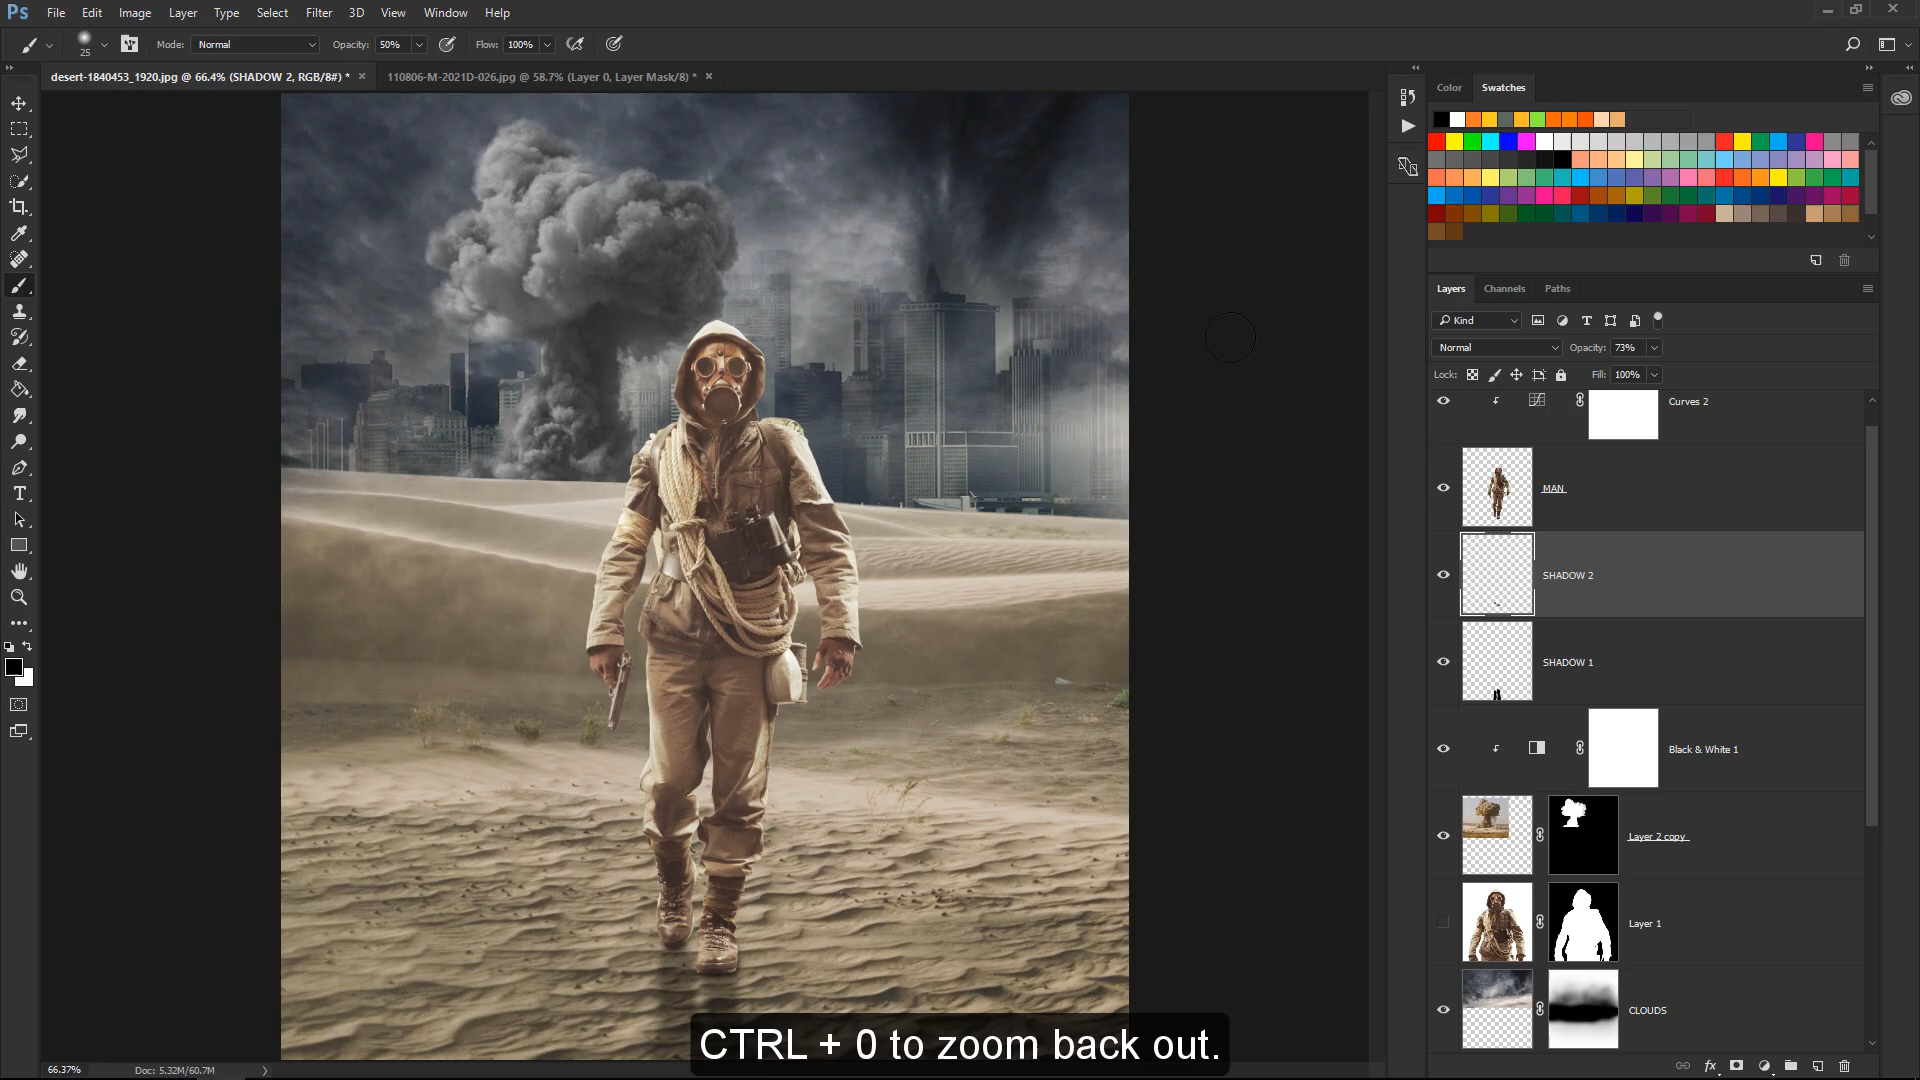 Ps File Edit Image Layer Type Select Filter 3D View Window Help
25 Mode: Normal Opacity: 50% Flow: 100%
desert-1840453_1920.jpg @ 66.4% (SHADOW 2, RGB/8#) * × 110806-M-2021D-026.jpg @ 58.7% (Layer 0, Layer Mask/8) * ×
Color Swatches
Layers Channels Paths
Kind
Normal Opacity: 73%
Lock: Fill: 100%
Curves 2
MAN
SHADOW 2
SHADOW 1
Black & White 1
Layer 2 copy
Layer 1
CLOUDS
CTRL + 0 to zoom back out.
66.37% Doc: 5.32M/60.7M
fx